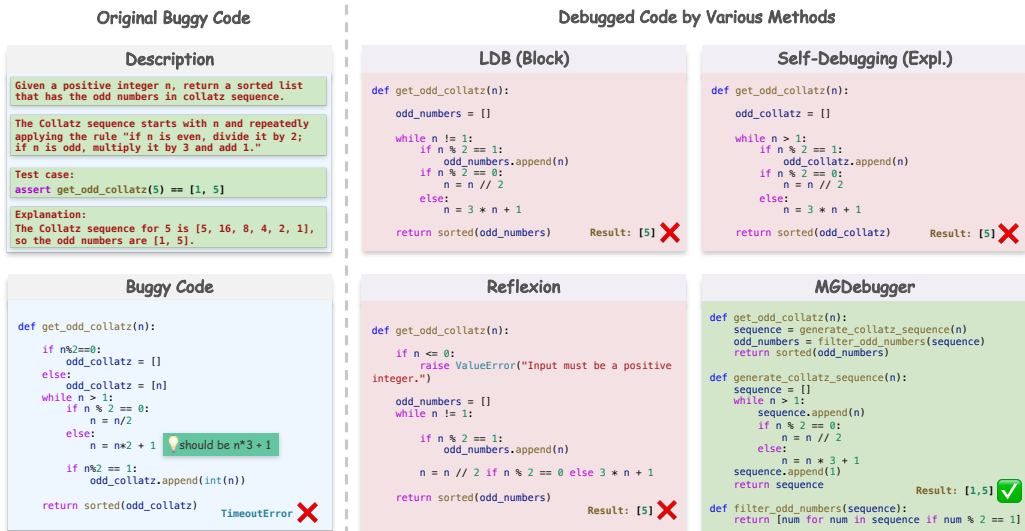 Original Buggy Code
Description
Given a positive integer n, return a sorted list
that has the odd numbers in collatz sequence.
The Collatz sequence starts with n and repeatedly
applying the rule "if n is even, divide it by 2;
if n is odd, multiply it by 3 and add 1."
Test case:
assert get_odd_collatz(5) == [1, 5]
Explanation:
The Collatz sequence for 5 is [5, 16, 8, 4, 2, 1],
so the odd numbers are [1, 5].
Buggy Code
def get_odd_collatz(n):
if n%2==0:
odd_collatz = []
else:
odd_collatz = [n]
while n > 1:
if n % 2 == 0:
n = n/2
else:
n = n*2 + 1
should be n*3 + 1
if n%2 == 1:
odd_collatz.append(int(n))
return sorted(odd_collatz)
TimeoutError
Debugged Code by Various Methods
LDB (Block)
def get_odd_collatz(n):
odd_numbers = []
while n != 1:
if n % 2 == 1:
odd_numbers.append(n)
if n % 2 == 0:
n = n // 2
else:
n = 3 * n + 1
return sorted(odd_numbers)
Result: [5]
Self-Debugging (Expl.)
def get_odd_collatz(n):
odd_collatz = []
while n > 1:
if n % 2 == 1:
odd_collatz.append(n)
if n % 2 == 0:
n = n // 2
else:
n = 3 * n + 1
return sorted(odd_collatz)
Result: [5]
Reflexion
def get_odd_collatz(n):
if n <= 0:
raise ValueError("Input must be a positive
integer.")
odd_numbers = []
while n != 1:
if n % 2 == 1:
odd_numbers.append(n)
n = n // 2 if n % 2 == 0 else 3 * n + 1
return sorted(odd_numbers)
Result: [5]
MGDebugger
def get_odd_collatz(n):
sequence = generate_collatz_sequence(n)
odd_numbers = filter_odd_numbers(sequence)
return sorted(odd_numbers)
def generate_collatz_sequence(n):
sequence = []
while n > 1:
sequence.append(n)
if n % 2 == 0:
n = n // 2
else:
n = n * 3 + 1
sequence.append(1)
return sequence
Result: [1,5]
def filter_odd_numbers(sequence):
return [num for num in sequence if num % 2 == 1]